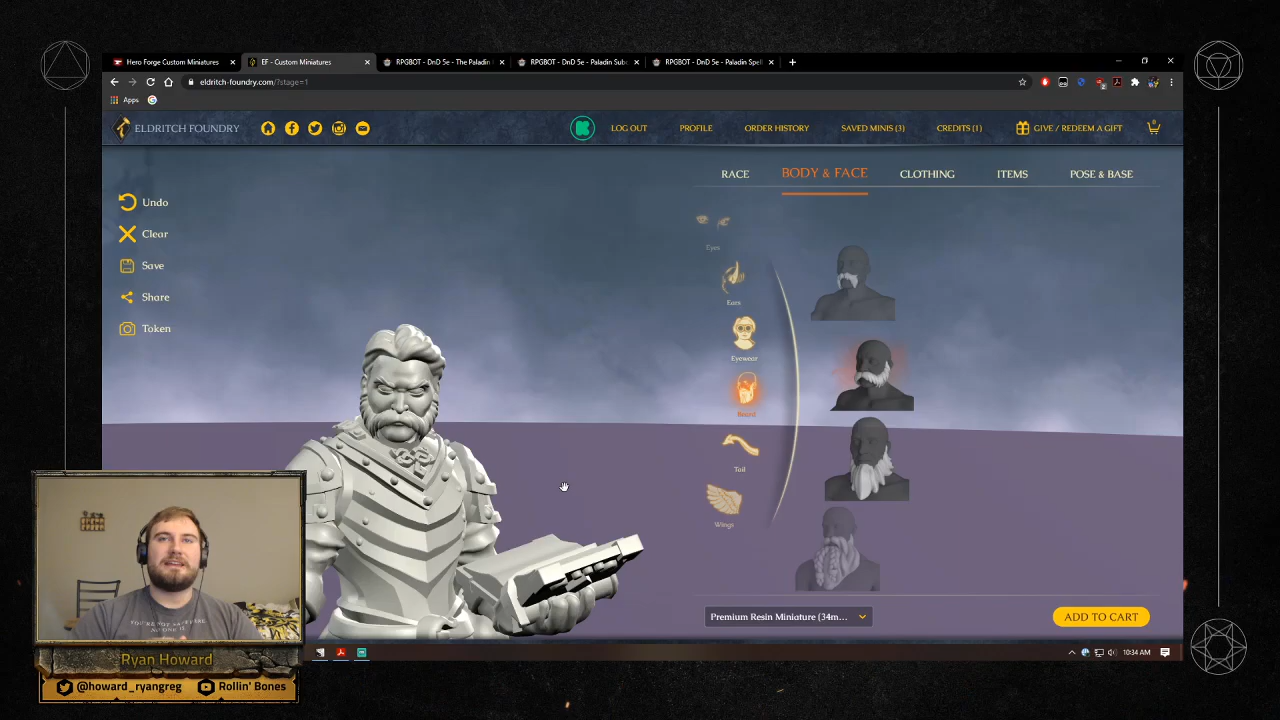 Hero Forge Custom Miniatures
EF - Custom Miniatures
RPGBOT - DnD 5e - The Paladin
RPGBOT - DnD 5e - Paladin Sub
RPGBOT - DnD 5e - Paladin Spell
eldritch-foundry.com/?stage=1
Apps
ELDRITCH FOUNDRY
LOG OUT
PROFILE
ORDER HISTORY
SAVED MINIS (3)
CREDITS (1)
GIVE / REDEEM A GIFT
0
RACE
BODY & FACE
CLOTHING
ITEMS
POSE & BASE
Undo
Clear
Save
Share
Token
Eyes
Ears
Eyewear
Beard
Tail
Wings
Premium Resin Miniature (34m...
ADD TO CART
10:34 AM
Ryan Howard
@howard_ryangreg
Rollin' Bones